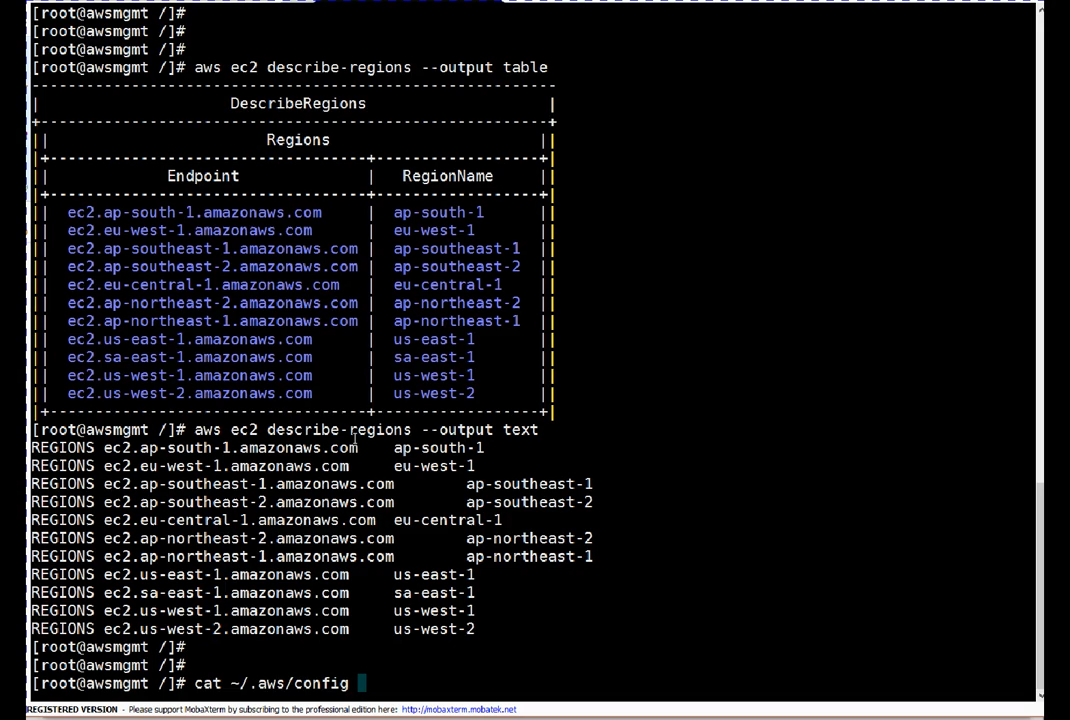 [root@awsmgmt /]#
[root@awsmgmt /]#
[root@awsmgmt /]#
[root@awsmgmt /]# aws ec2 describe-regions --output table
-----------------------------------------------------------
|                     DescribeRegions                     |
+---------------------------------------------------------+
||                        Regions                        ||
|+-----------------------------------+-------------------+|
||             Endpoint              |    RegionName     ||
|+-----------------------------------+-------------------+|
||  ec2.ap-south-1.amazonaws.com     |  ap-south-1       ||
||  ec2.eu-west-1.amazonaws.com      |  eu-west-1        ||
||  ec2.ap-southeast-1.amazonaws.com |  ap-southeast-1   ||
||  ec2.ap-southeast-2.amazonaws.com |  ap-southeast-2   ||
||  ec2.eu-central-1.amazonaws.com   |  eu-central-1     ||
||  ec2.ap-northeast-2.amazonaws.com |  ap-northeast-2   ||
||  ec2.ap-northeast-1.amazonaws.com |  ap-northeast-1   ||
||  ec2.us-east-1.amazonaws.com      |  us-east-1        ||
||  ec2.sa-east-1.amazonaws.com      |  sa-east-1        ||
||  ec2.us-west-1.amazonaws.com      |  us-west-1        ||
||  ec2.us-west-2.amazonaws.com      |  us-west-2        ||
|+-----------------------------------+-------------------+|
[root@awsmgmt /]# aws ec2 describe-regions --output text
REGIONS ec2.ap-south-1.amazonaws.com    ap-south-1
REGIONS ec2.eu-west-1.amazonaws.com     eu-west-1
REGIONS ec2.ap-southeast-1.amazonaws.com        ap-southeast-1
REGIONS ec2.ap-southeast-2.amazonaws.com        ap-southeast-2
REGIONS ec2.eu-central-1.amazonaws.com  eu-central-1
REGIONS ec2.ap-northeast-2.amazonaws.com        ap-northeast-2
REGIONS ec2.ap-northeast-1.amazonaws.com        ap-northeast-1
REGIONS ec2.us-east-1.amazonaws.com     us-east-1
REGIONS ec2.sa-east-1.amazonaws.com     sa-east-1
REGIONS ec2.us-west-1.amazonaws.com     us-west-1
REGIONS ec2.us-west-2.amazonaws.com     us-west-2
[root@awsmgmt /]#
[root@awsmgmt /]#
[root@awsmgmt /]# cat ~/.aws/config
REGISTERED VERSION - Please support MobaXterm by subscribing to the professional edition here: http://mobaxterm.mobatek.net